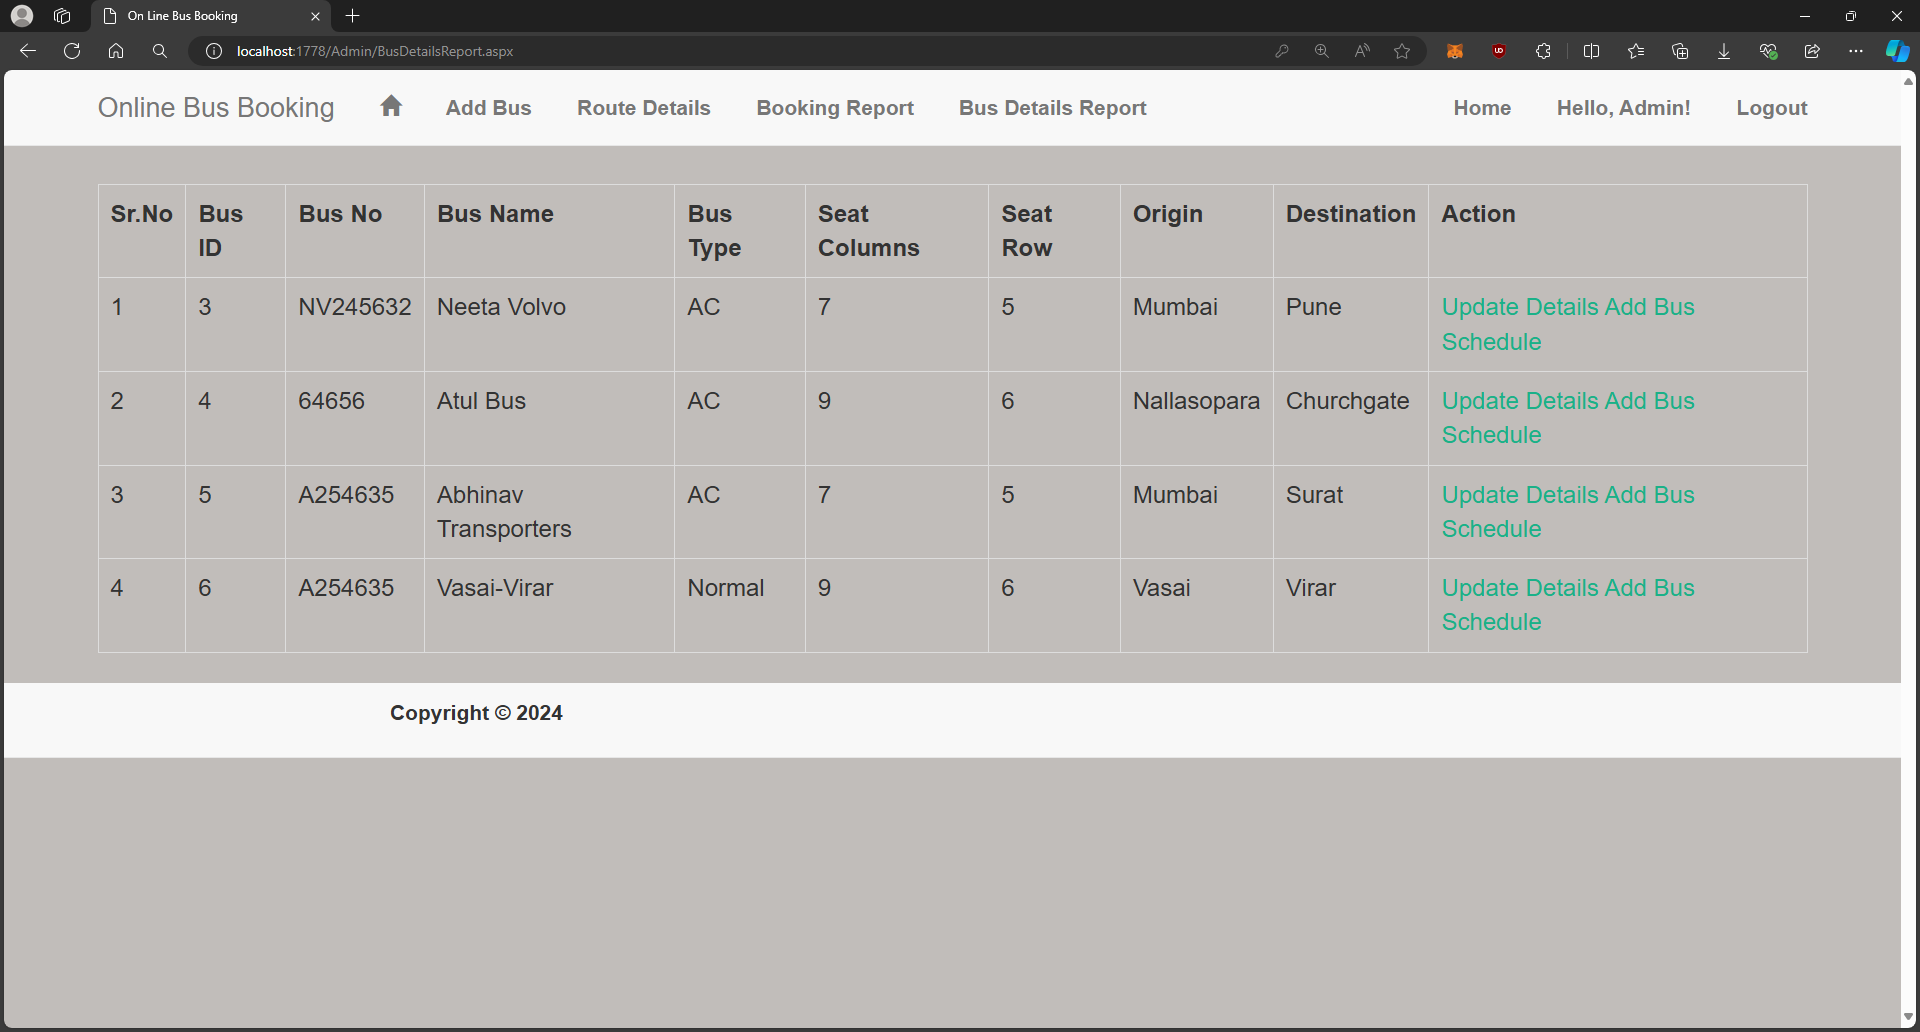 On Line Bus Booking
localhost:1778/Admin/BusDetailsReport.aspx
Online Bus Booking Add Bus Route Details Booking Report Bus Details Report Home Hello, Admin! Logout
Sr.No Bus ID Bus No Bus Name Bus Type Seat Columns Seat Row Origin Destination Action
1 3 NV245632 Neeta Volvo AC 7 5 Mumbai Pune Update Details Add Bus Schedule
2 4 64656 Atul Bus AC 9 6 Nallasopara Churchgate Update Details Add Bus Schedule
3 5 A254635 Abhinav Transporters AC 7 5 Mumbai Surat Update Details Add Bus Schedule
4 6 A254635 Vasai-Virar Normal 9 6 Vasai Virar Update Details Add Bus Schedule
Copyright © 2024